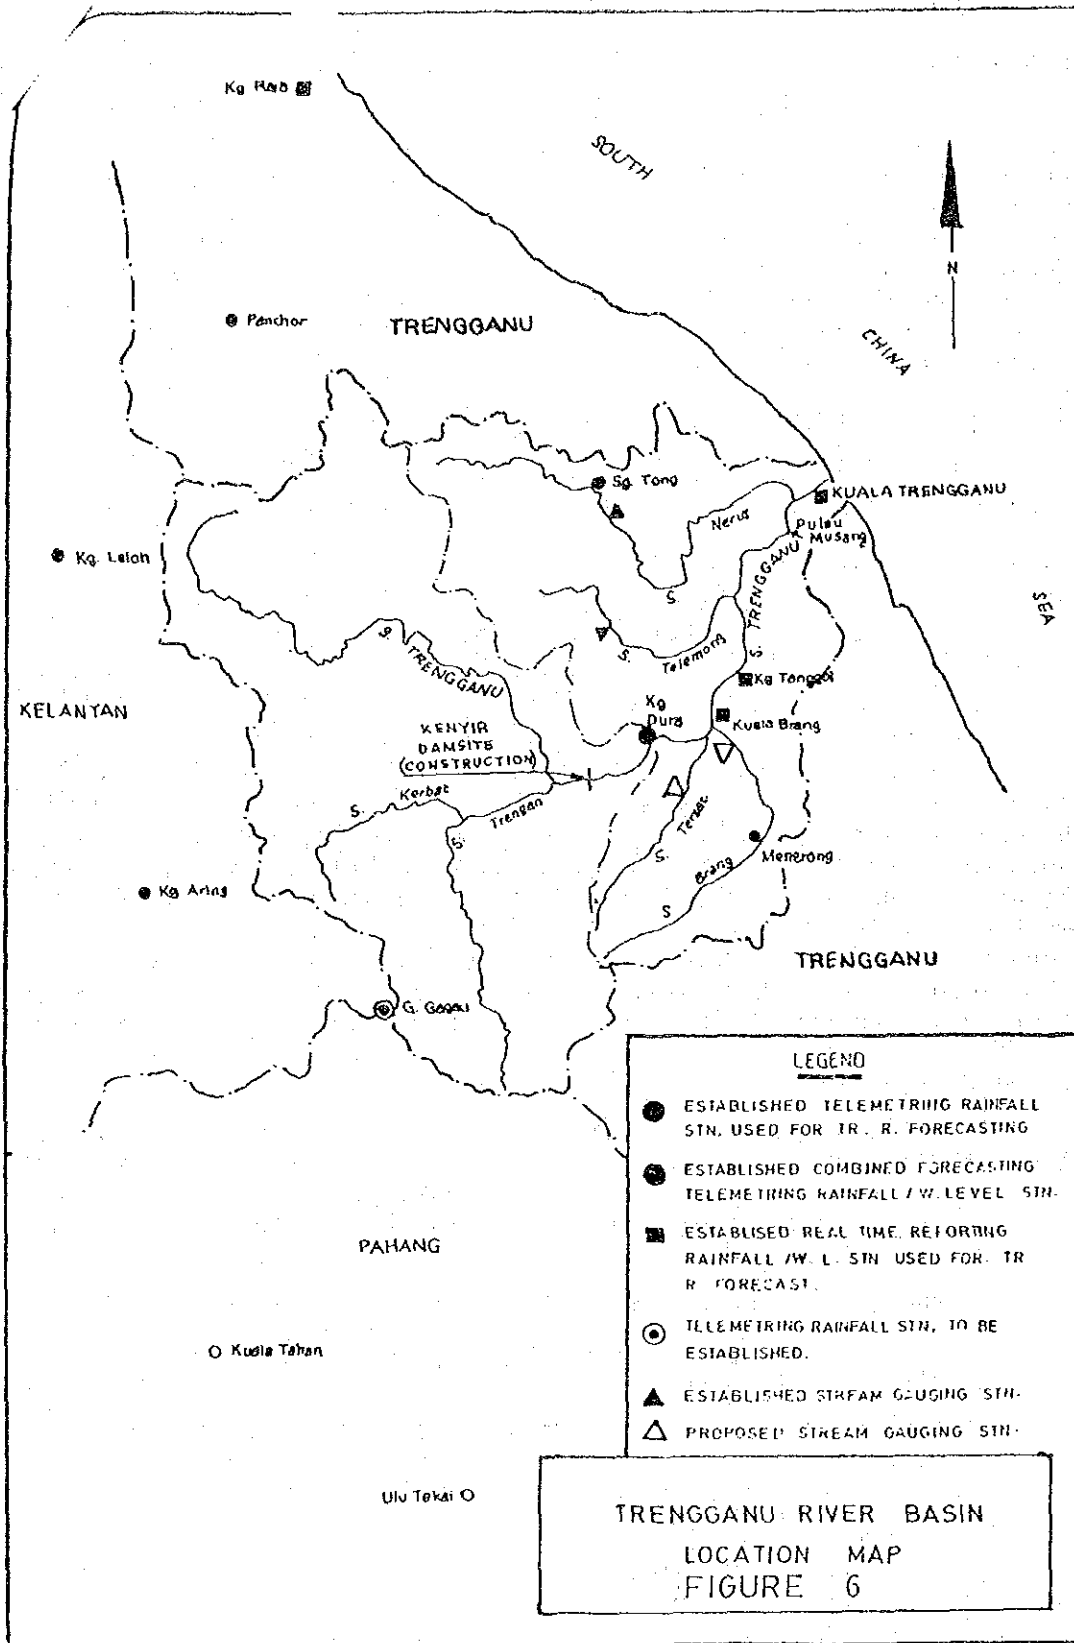 Kg Raja
SOUTH
N
Panchor
TRENGGANU
CHINA
Sg. Tong
KUALA TRENGGANU
Nerus
Pulau
Musang
Kg. Laloh
S.
TRENGGANU
S.
SEA
S.
TRENGGANU
S.
Telemong
Kg Tanggol
KELANTAN
Kg
Dura
Kuala Brang
KENYIR
DAMSITE
(CONSTRUCTION)
S.
Kerbat
Trengan
S.
S.
Tersat
Brang
S
Menerong
Kg Aring
TRENGGANU
G. Gagau
LEGEND
ESTABLISHED TELEMETRING RAINFALL
STN. USED FOR TR. R. FORECASTING
ESTABLISHED COMBINED FORECASTING
TELEMETRING RAINFALL / W. LEVEL STN.
ESTABLISED REAL TIME REPORTING
RAINFALL /W. L. STN USED FOR TR
R FORECAST.
TELEMETRING RAINFALL STN, TO BE
ESTABLISHED.
ESTABLISHED STREAM GAUGING STN.
PROPOSED STREAM GAUGING STN.
PAHANG
Kuala Tahan
Ulu Tekai
TRENGGANU RIVER BASIN
LOCATION MAP
FIGURE 6